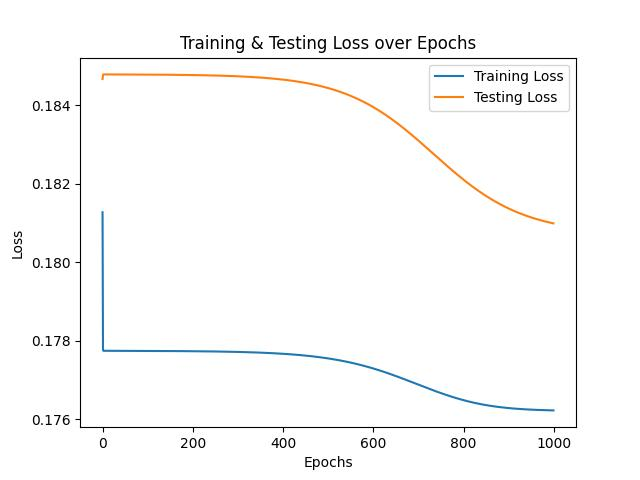 Training & Testing Loss over Epochs
Training Loss
Testing Loss
0.184
0.182
0.180
0.178
0.176
Loss
0 200 400 600 800 1000
Epochs